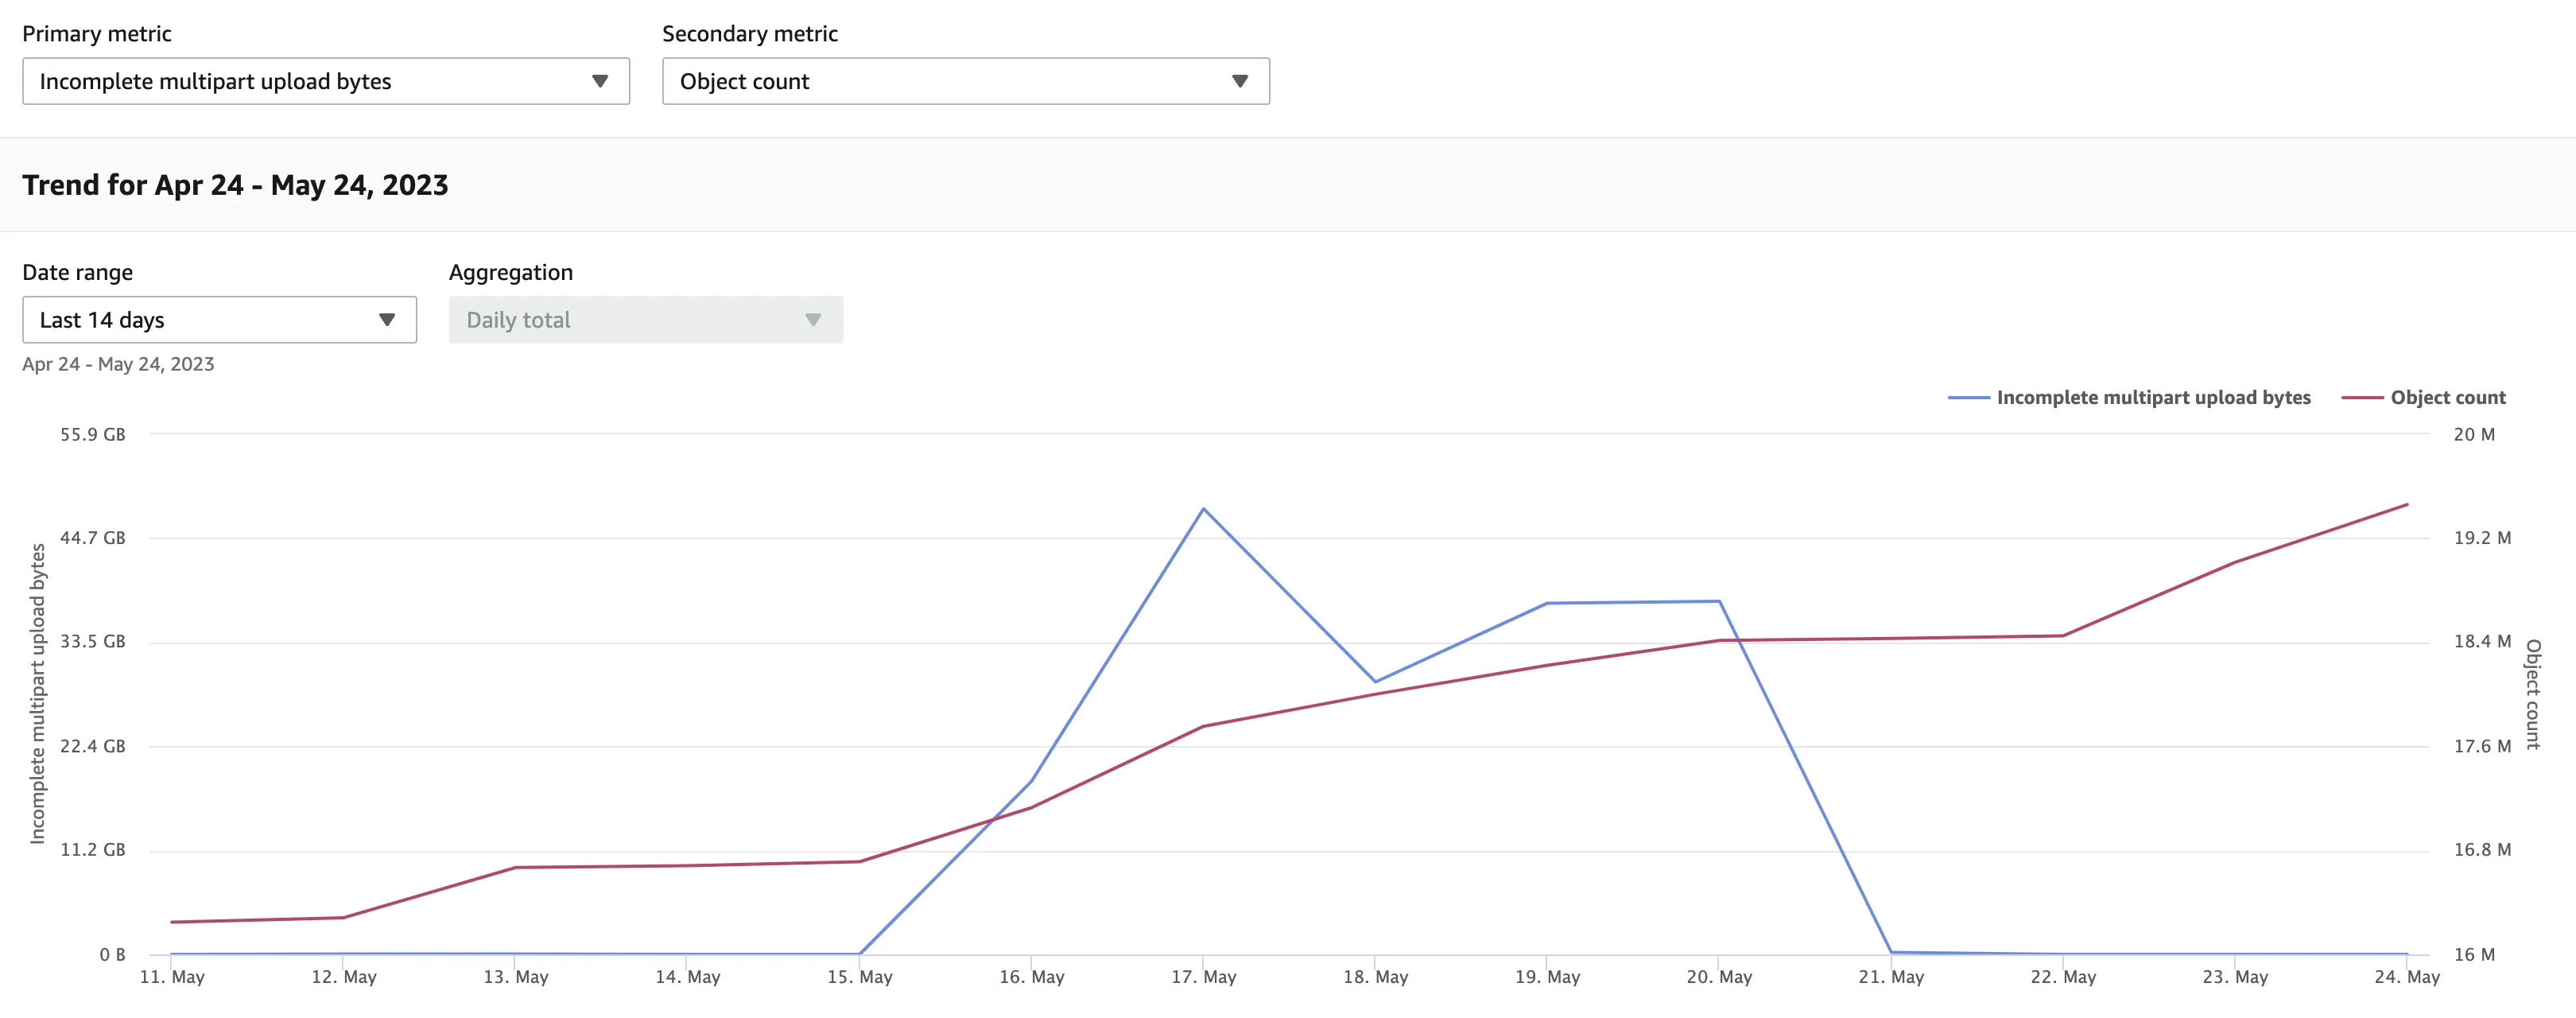 Primary metric
Secondary metric
Incomplete multipart upload bytes
Object count
Trend for Apr 24 - May 24, 2023
Date range
Aggregation
Last 14 days
Daily total
Apr 24 - May 24, 2023
Incomplete multipart upload bytes
Object count
55.9 GB
44.7 GB
33.5 GB
22.4 GB
11.2 GB
0 B
Incomplete multipart upload bytes
20 M
19.2 M
18.4 M
17.6 M
16.8 M
16 M
Object count
11. May
12. May
13. May
14. May
15. May
16. May
17. May
18. May
19. May
20. May
21. May
22. May
23. May
24. May